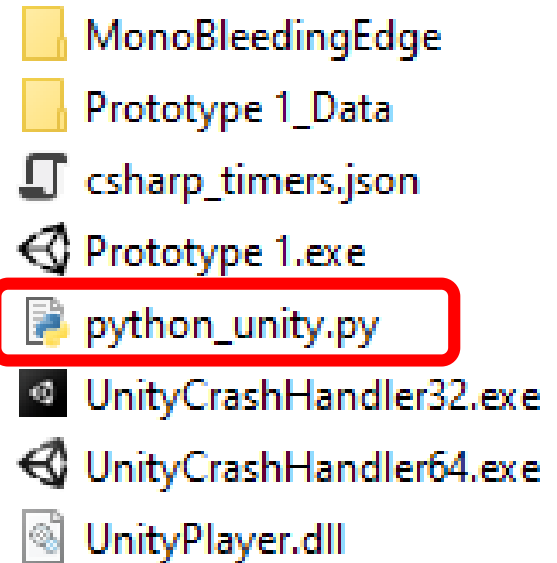 MonoBleedingEdge
Prototype 1_Data
csharp_timers.json
Prototype 1.exe
python_unity.py
UnityCrashHandler32.exe
UnityCrashHandler64.exe
UnityPlayer.dll